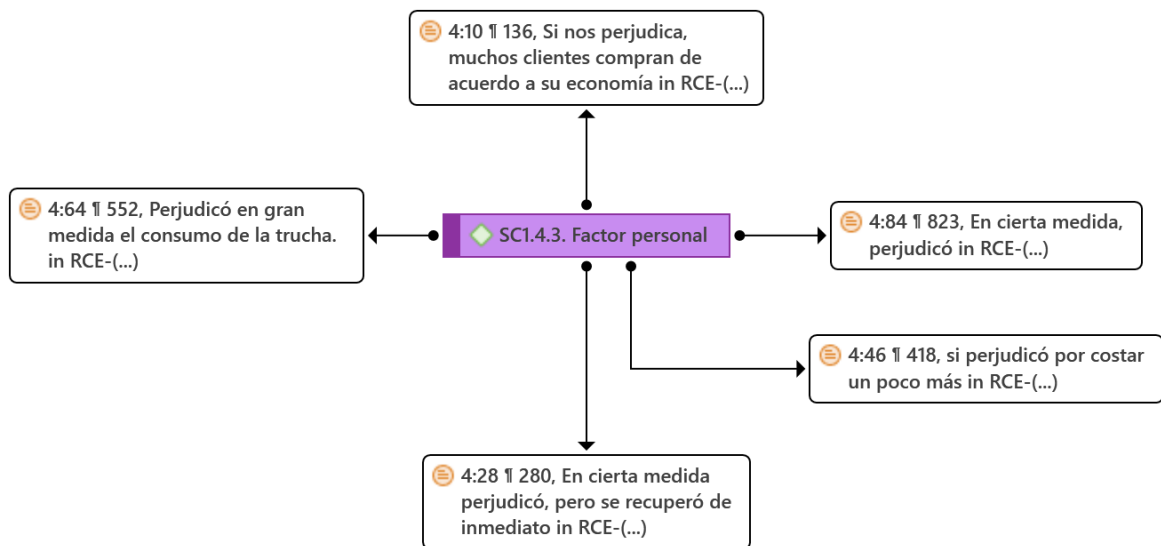 4:10 ¶ 136, Si nos perjudica,
muchos clientes compran de
acuerdo a su economía in RCE-(...)
4:64 ¶ 552, Perjudicó en gran
medida el consumo de la trucha.
in RCE-(...)
SC1.4.3. Factor personal
4:84 ¶ 823, En cierta medida,
perjudicó in RCE-(...)
4:46 ¶ 418, si perjudicó por costar
un poco más in RCE-(...)
4:28 ¶ 280, En cierta medida
perjudicó, pero se recuperó de
inmediato in RCE-(...)